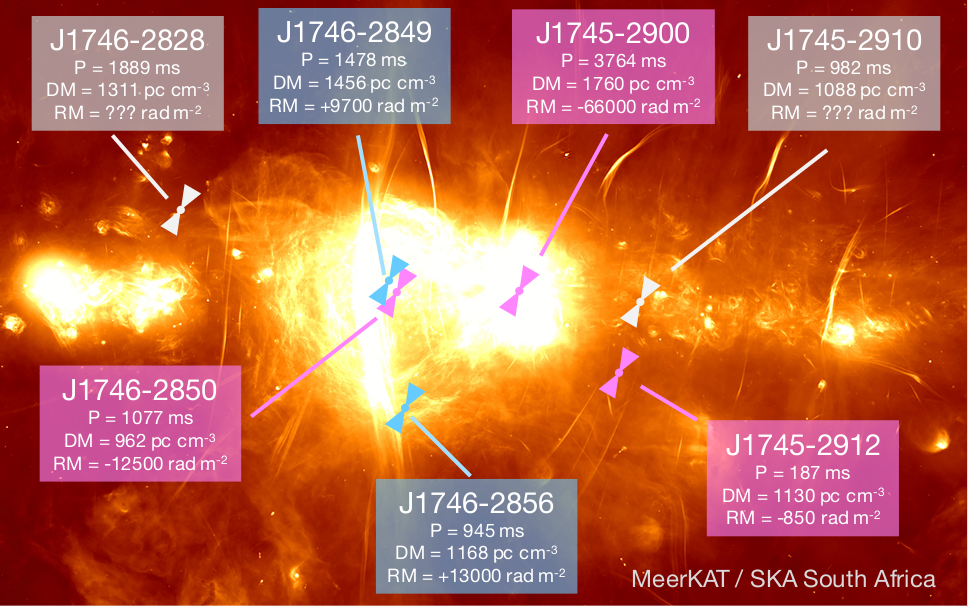 J1746-2828
P = 1889 ms
DM = 1311 pc cm-3
RM = ??? rad m-2
J1746-2849
P = 1478 ms
DM = 1456 pc cm-3
RM = +9700 rad m-2
J1745-2900
P = 3764 ms
DM = 1760 pc cm-3
RM = -66000 rad m-2
J1745-2910
P = 982 ms
DM = 1088 pc cm-3
RM = ??? rad m-2
J1746-2850
P = 1077 ms
DM = 962 pc cm-3
RM = -12500 rad m-2
J1746-2856
P = 945 ms
DM = 1168 pc cm-3
RM = +13000 rad m-2
J1745-2912
P = 187 ms
DM = 1130 pc cm-3
RM = -850 rad m-2
MeerKAT / SKA South Africa